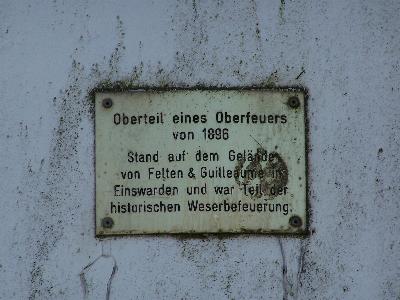 Oberteil eines Oberfeuers
von 1896
Stand auf dem Gelände
von Felten & Guilleaume in
Einswarden und war Teil der
historischen Weserbefeuerung.